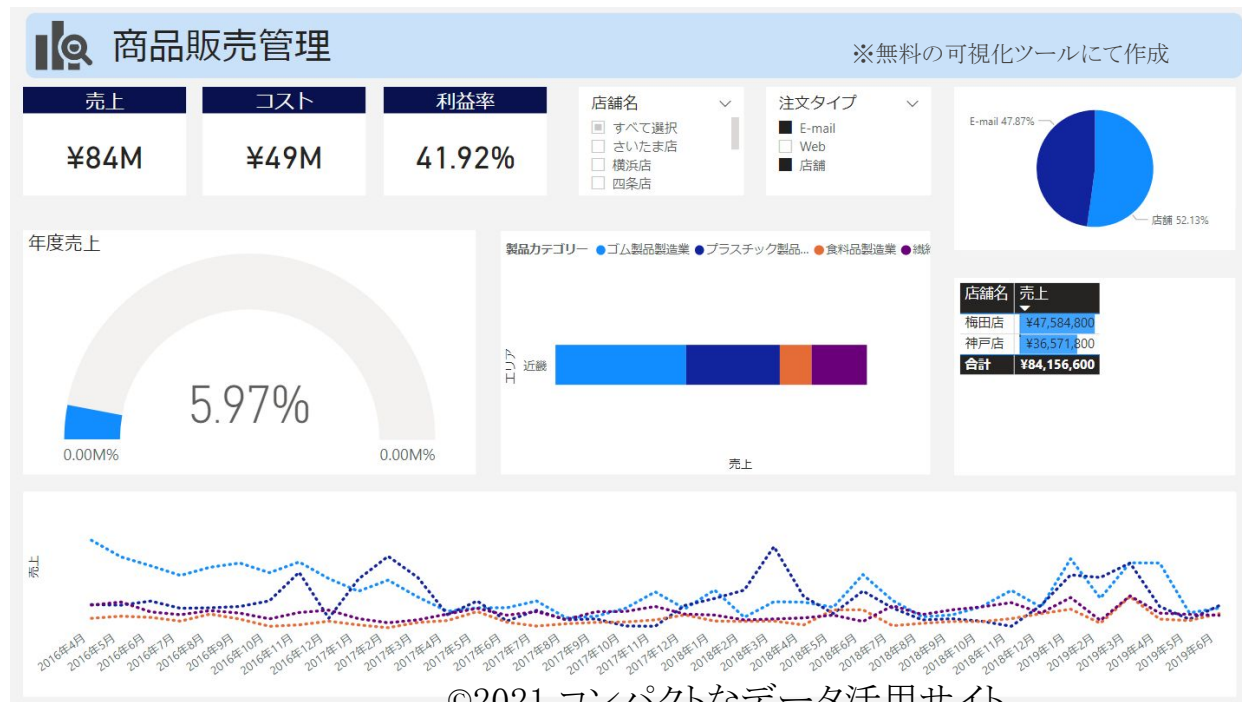 商品販売管理
※無料の可視化ツールにて作成
売上
¥84M
コスト
¥49M
利益率
41.92%
店舗名
すべて選択
さいたま店
横浜店
四条店
注文タイプ
E-mail
Web
店舗
E-mail 47.87%
店舗 52.13%
年度売上
5.97%
0.00M%
0.00M%
製品カテゴリー ゴム製品製造業 プラスチック製品... 食料品製造業
エリア
近畿
売上
店舗名 売上
梅田店 ¥47,584,800
神戸店 ¥36,571,800
合計 ¥84,156,600
売上
2016年4月
2016年5月
2016年6月
2016年7月
2016年8月
2016年9月
2016年10月
2016年11月
2016年12月
2017年1月
2017年2月
2017年3月
2017年4月
2017年5月
2017年6月
2017年7月
2017年8月
2017年9月
2017年10月
2017年11月
2017年12月
2018年1月
2018年2月
2018年3月
2018年4月
2018年5月
2018年6月
2018年7月
2018年8月
2018年9月
2018年10月
2018年11月
2018年12月
2019年1月
2019年2月
2019年3月
2019年4月
2019年5月
2019年6月
©2021 コンパクトなデータ活用サイト